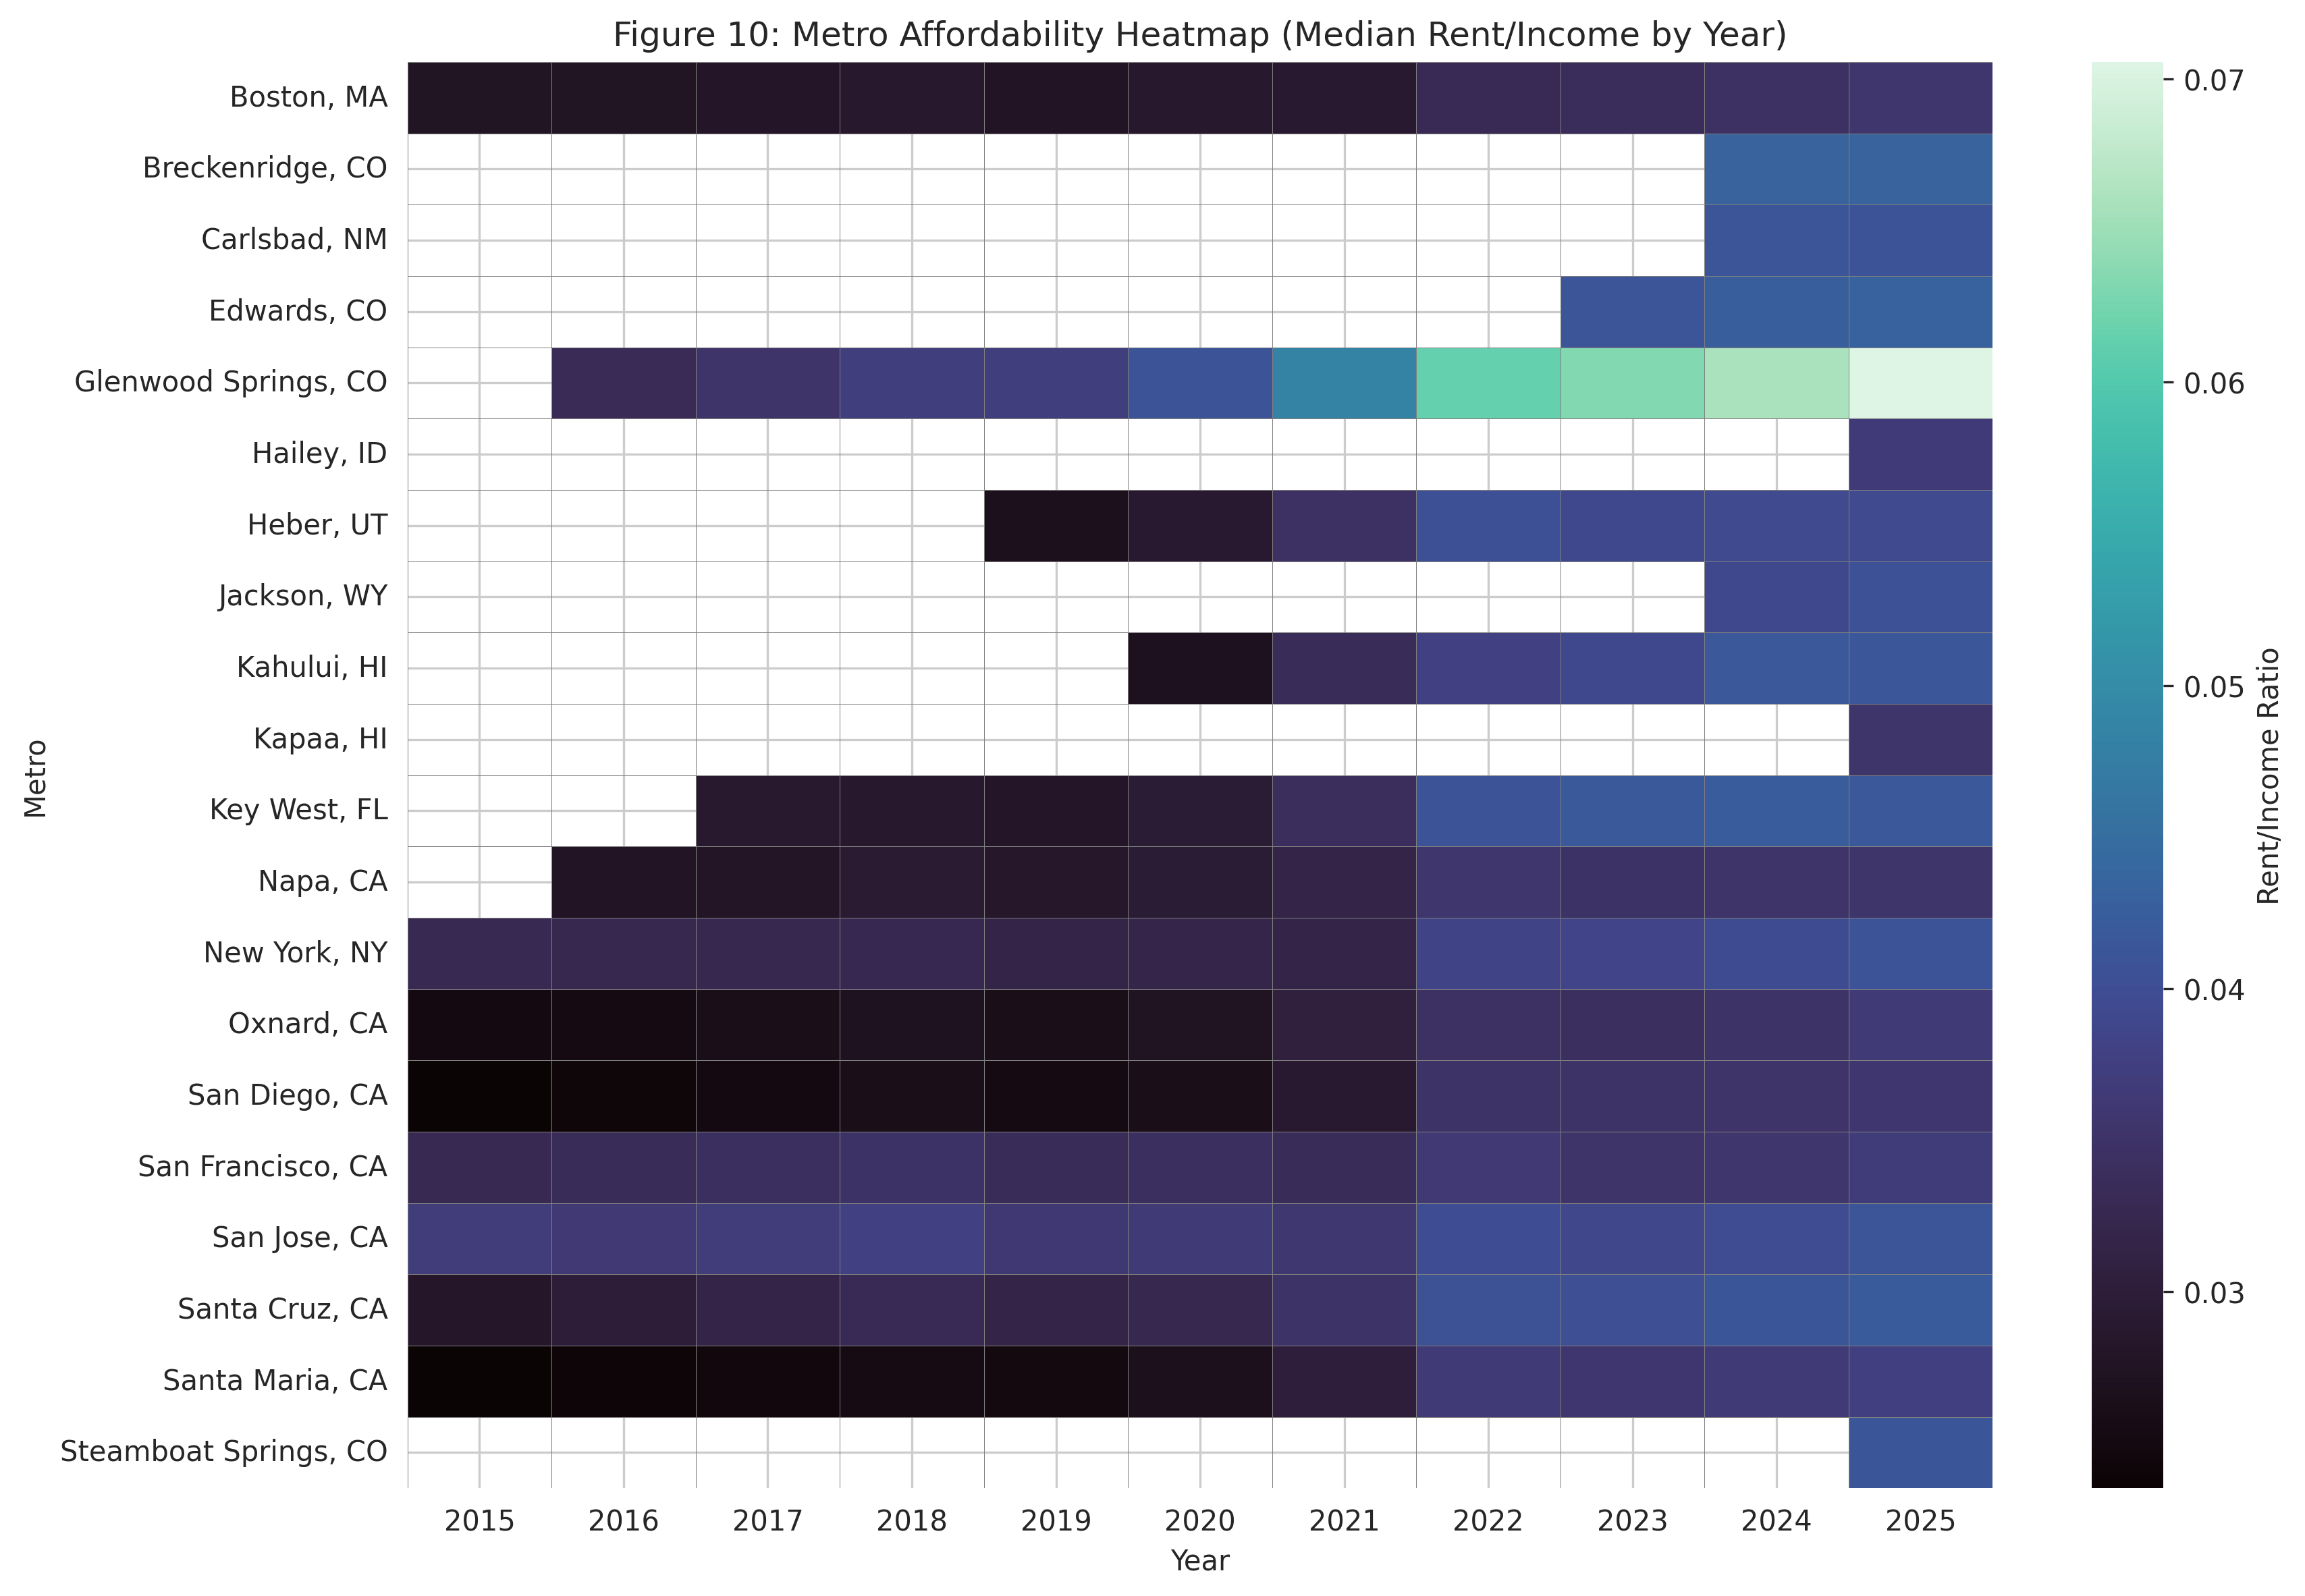 Figure 10: Metro Affordability Heatmap (Median Rent/Income by Year)
Metro
Boston, MA
Breckenridge, CO
Carlsbad, NM
Edwards, CO
Glenwood Springs, CO
Hailey, ID
Heber, UT
Jackson, WY
Kahului, HI
Kapaa, HI
Key West, FL
Napa, CA
New York, NY
Oxnard, CA
San Diego, CA
San Francisco, CA
San Jose, CA
Santa Cruz, CA
Santa Maria, CA
Steamboat Springs, CO
2015 2016 2017 2018 2019 2020 2021 2022 2023 2024 2025
Year
0.07
0.06
0.05
0.04
0.03
Rent/Income Ratio